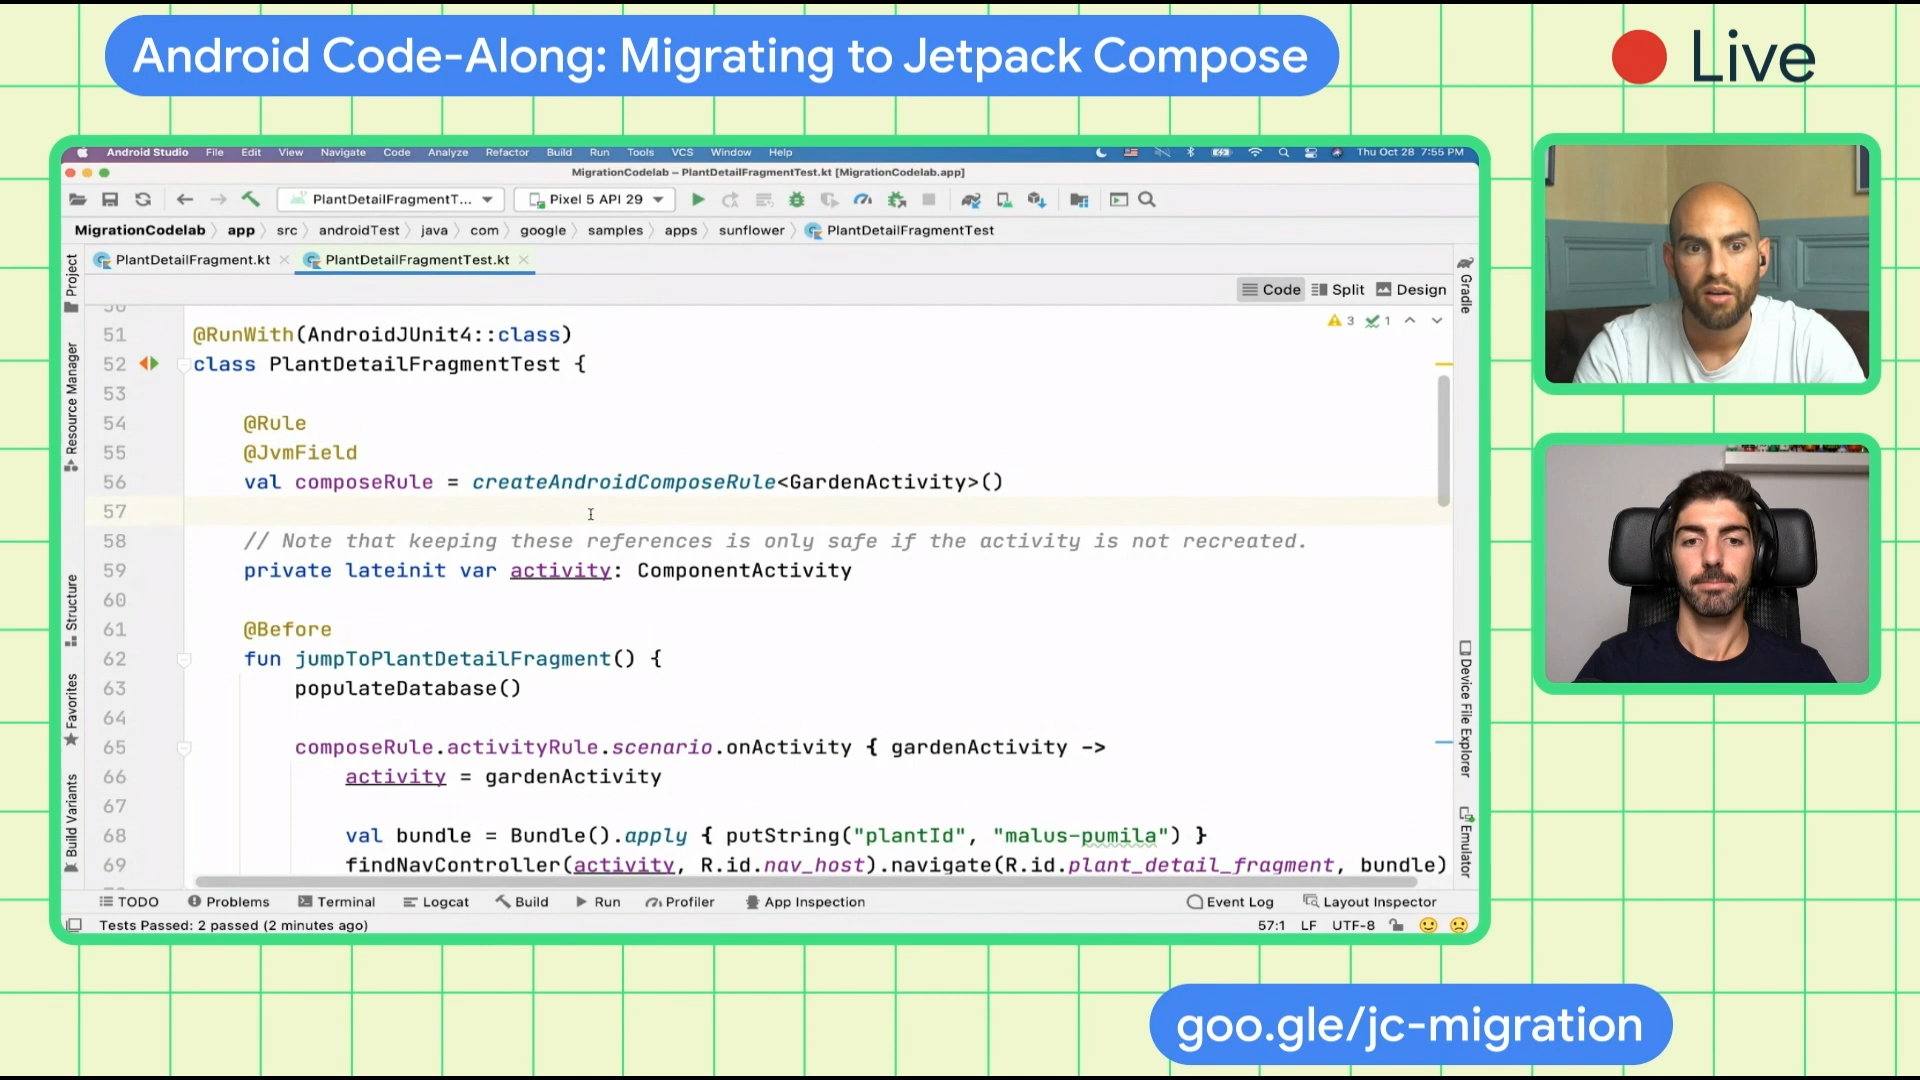 Android Code-Along: Migrating to Jetpack Compose
Live
Android Studio File Edit View Navigate Code Analyze Refactor Build Run Tools VCS Window Help Thu Oct 28 7:55 PM
MigrationCodelab – PlantDetailFragmentTest.kt [MigrationCodelab.app]
PlantDetailFragmentT... Pixel 5 API 29
MigrationCodelab app src androidTest java com google samples apps sunflower PlantDetailFragmentTest
PlantDetailFragment.kt PlantDetailFragmentTest.kt
Code Split Design
3 1
51 @RunWith(AndroidJUnit4::class)
52 class PlantDetailFragmentTest {
53
54 @Rule
55 @JvmField
56 val composeRule = createAndroidComposeRule<GardenActivity>()
57
58 // Note that keeping these references is only safe if the activity is not recreated.
59 private lateinit var activity: ComponentActivity
60
61 @Before
62 fun jumpToPlantDetailFragment() {
63 populateDatabase()
64
65 composeRule.activityRule.scenario.onActivity { gardenActivity ->
66 activity = gardenActivity
67
68 val bundle = Bundle().apply { putString("plantId", "malus-pumila") }
69 findNavController(activity, R.id.nav_host).navigate(R.id.plant_detail_fragment, bundle)
Project
Resource Manager
Structure
Favorites
Build Variants
Gradle
Device File Explorer
Emulator
TODO Problems Terminal Logcat Build Run Profiler App Inspection Event Log Layout Inspector
Tests Passed: 2 passed (2 minutes ago) 57:1 LF UTF-8
goo.gle/jc-migration